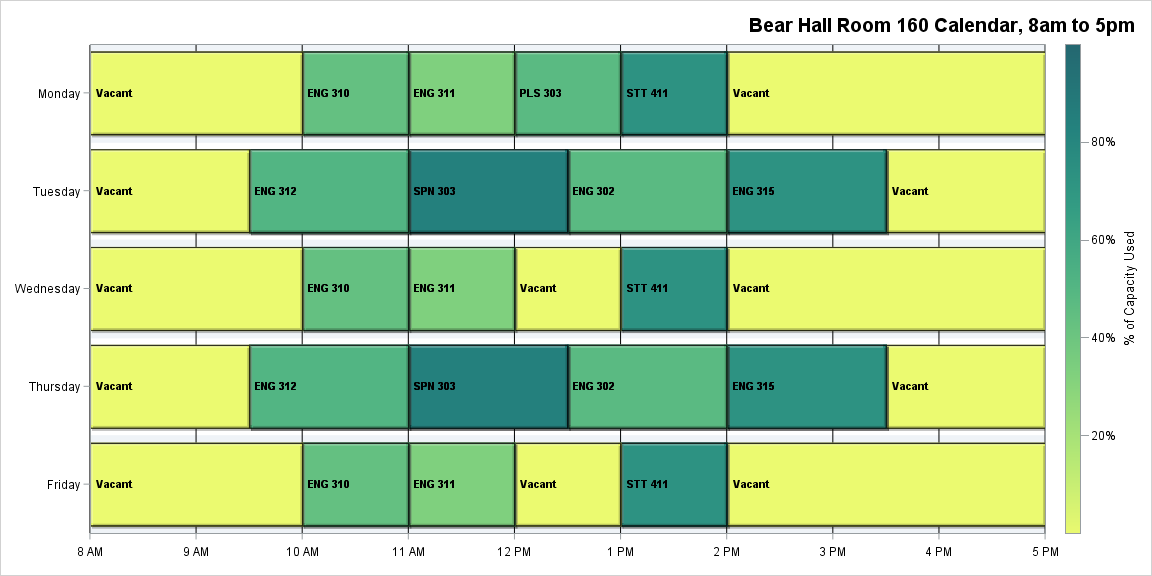 Bear Hall Room 160 Calendar, 8am to 5pm
Monday Vacant ENG 310 ENG 311 PLS 303 STT 411 Vacant
Tuesday Vacant ENG 312 SPN 303 ENG 302 ENG 315 Vacant
Wednesday Vacant ENG 310 ENG 311 Vacant STT 411 Vacant
Thursday Vacant ENG 312 SPN 303 ENG 302 ENG 315 Vacant
Friday Vacant ENG 310 ENG 311 Vacant STT 411 Vacant
8 AM 9 AM 10 AM 11 AM 12 PM 1 PM 2 PM 3 PM 4 PM 5 PM
80%
60%
40%
20%
% of Capacity Used